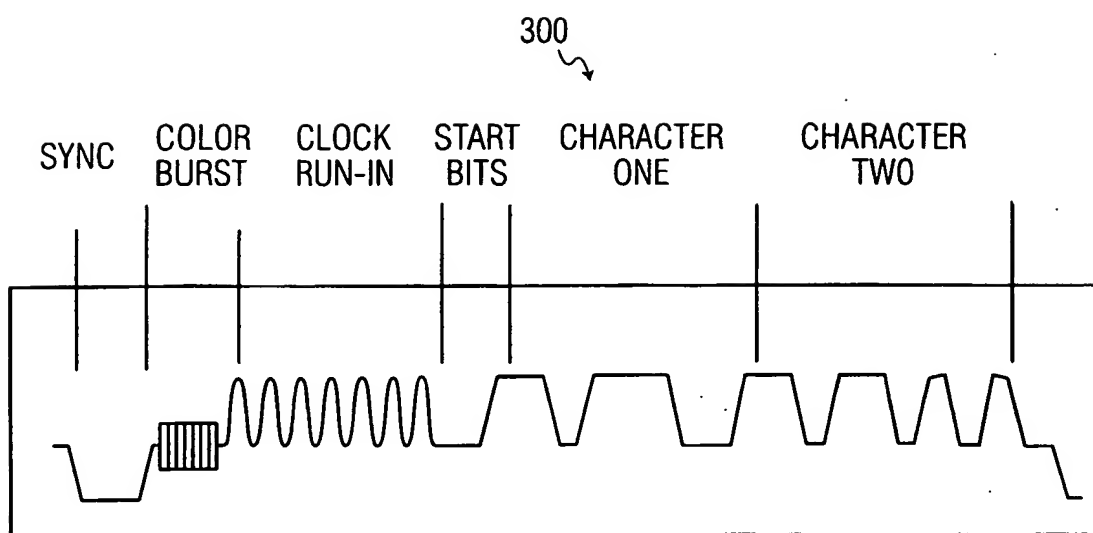 300
SYNC
COLOR
BURST
CLOCK
RUN-IN
START
BITS
CHARACTER
ONE
CHARACTER
TWO